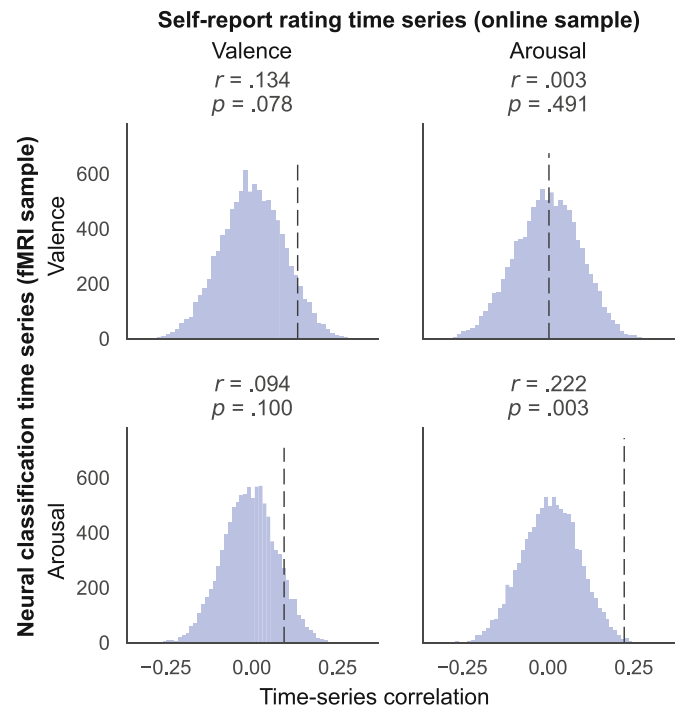 Self-report rating time series (online sample)
Valence
Arousal
r = .134
p = .078
r = .003
p = .491
Neural classification time series (fMRI sample)
Valence
600
400
200
0
r = .094
p = .100
r = .222
p = .003
Arousal
600
400
200
0
−0.25 0.00 0.25
−0.25 0.00 0.25
Time-series correlation